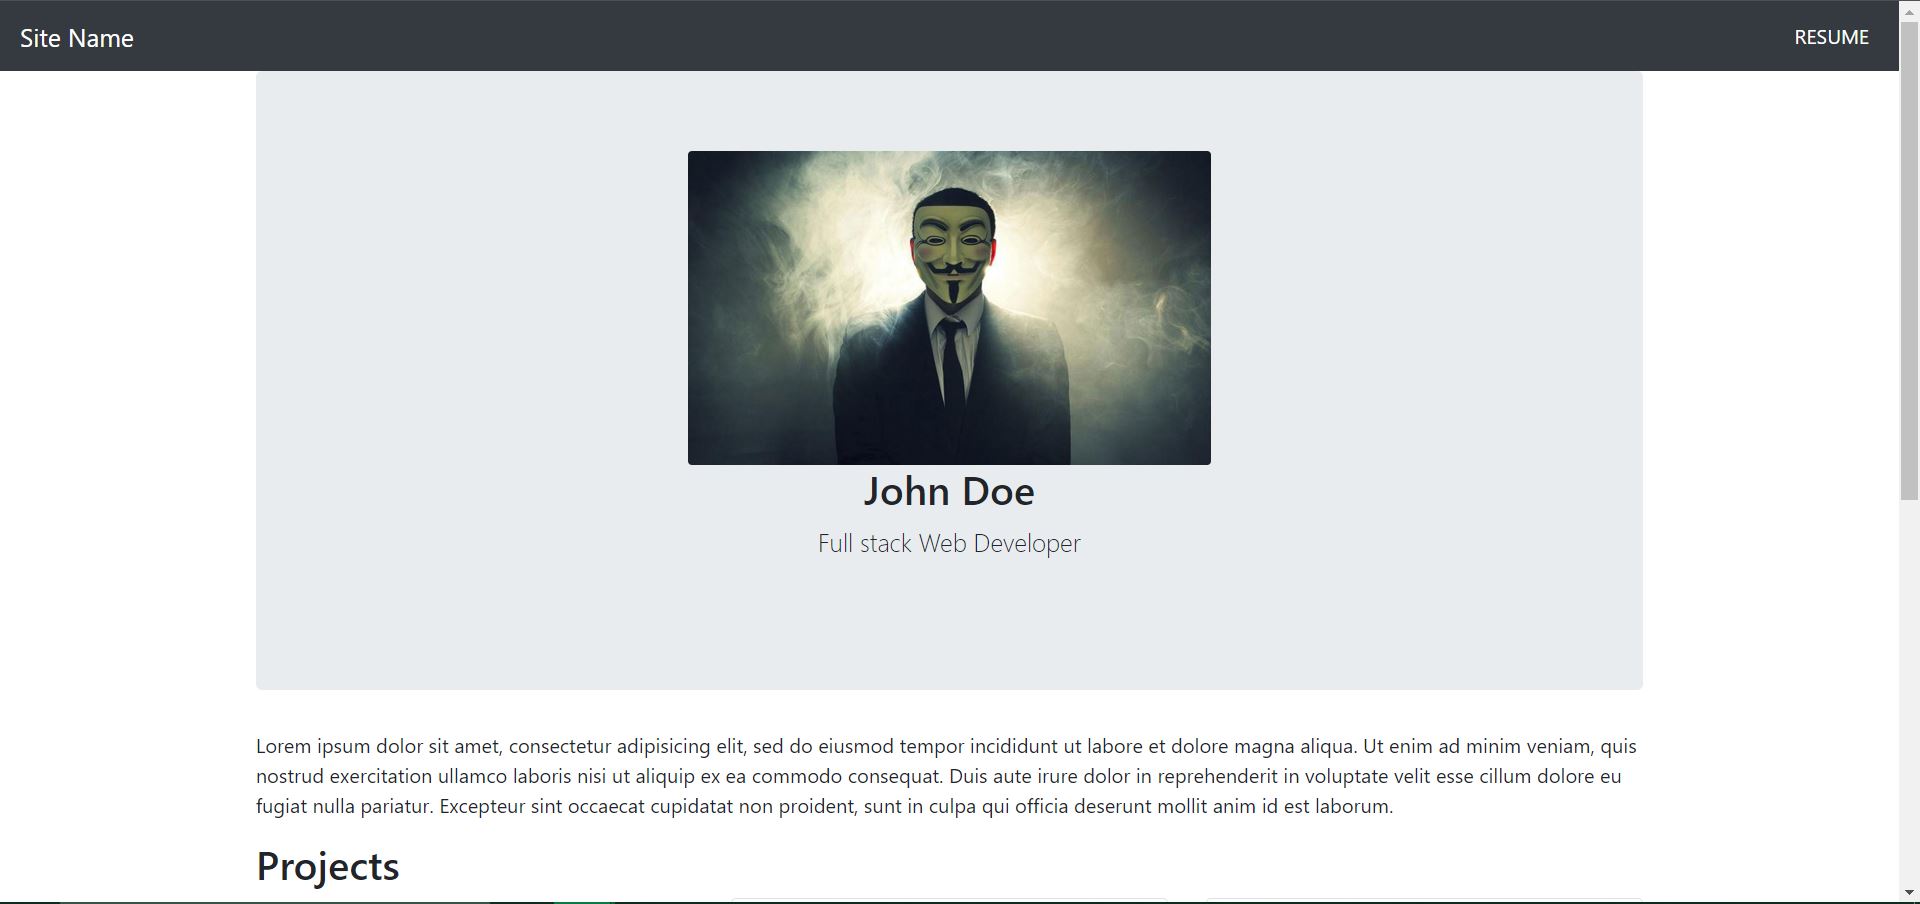 Site Name
RESUME
John Doe
Full stack Web Developer
Lorem ipsum dolor sit amet, consectetur adipisicing elit, sed do eiusmod tempor incididunt ut labore et dolore magna aliqua. Ut enim ad minim veniam, quis
nostrud exercitation ullamco laboris nisi ut aliquip ex ea commodo consequat. Duis aute irure dolor in reprehenderit in voluptate velit esse cillum dolore eu
fugiat nulla pariatur. Excepteur sint occaecat cupidatat non proident, sunt in culpa qui officia deserunt mollit anim id est laborum.
Projects